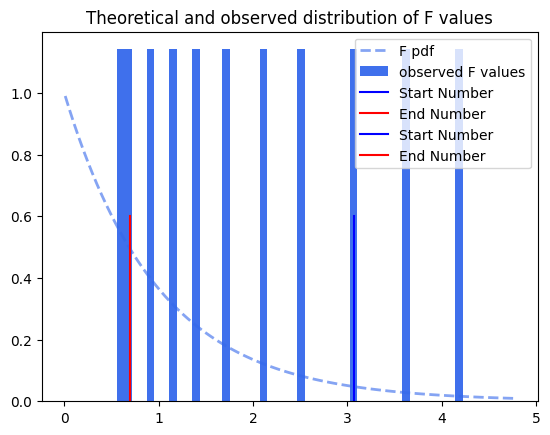 Theoretical and observed distribution of F values
F pdf
observed F values
Start Number
End Number
Start Number
End Number
1.0
0.8
0.6
0.4
0.2
0.0
0 1 2 3 4 5